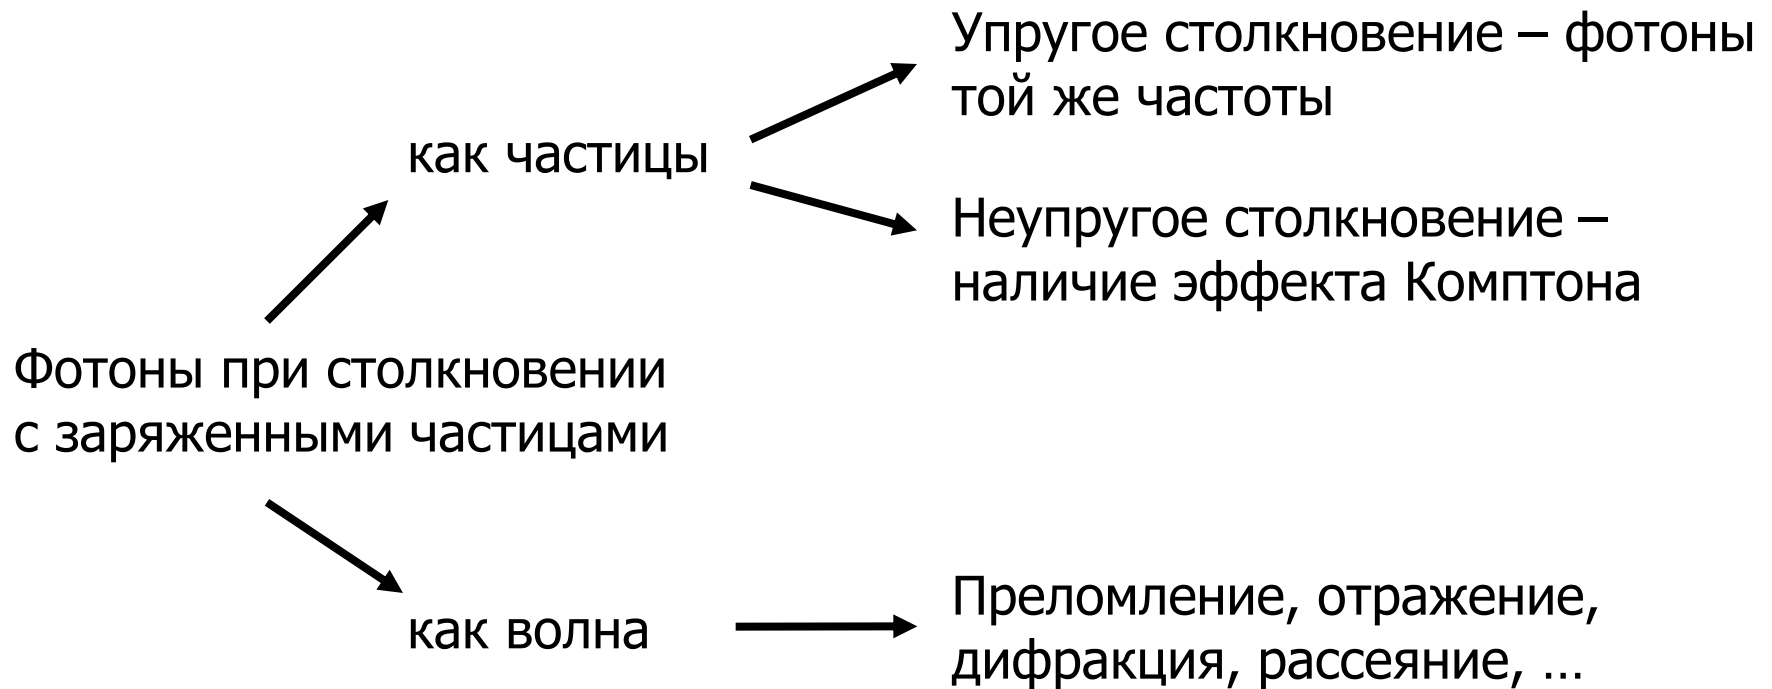 Упругое столкновение – фотоны
той же частоты
как частицы
Неупругое столкновение –
наличие эффекта Комптона
Фотоны при столкновении
с заряженными частицами
как волна
Преломление, отражение,
дифракция, рассеяние, ...